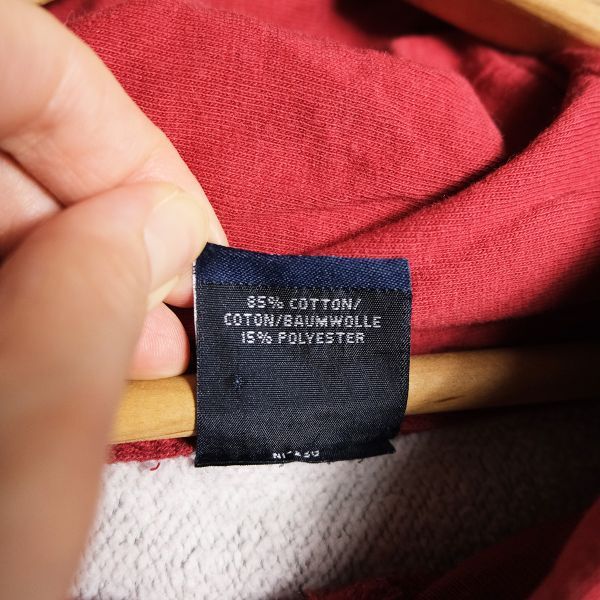 85% COTTON/
COTON/BAUMWOLLE
15% POLYESTER